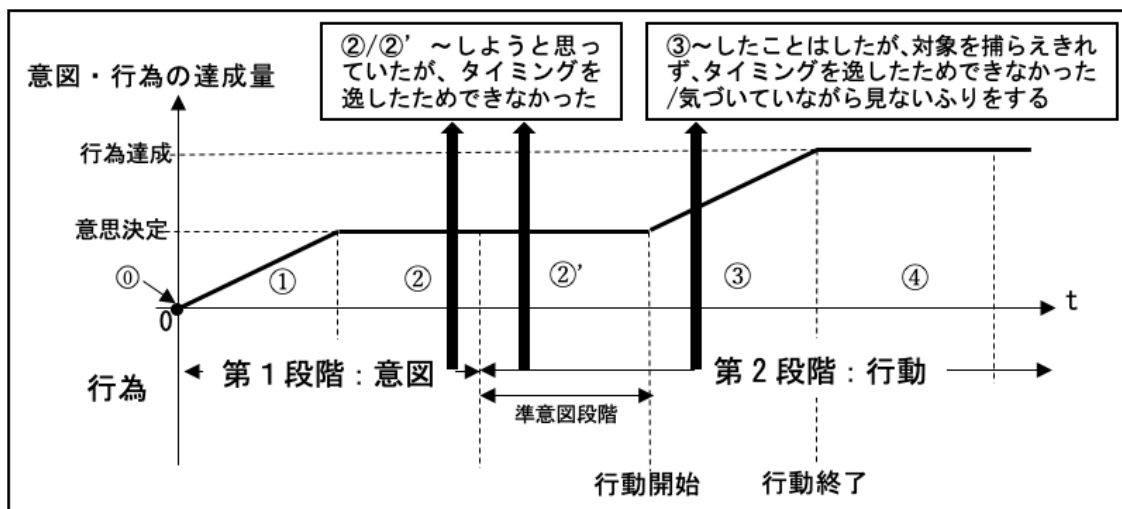 ②/②’ ～しようと思っ
ていたが、タイミングを
逸したためできなかった
③～したことはしたが、対象を捕らえきれ
ず、タイミングを逸したためできなかった
/気づいていながら見ないふりをする
意図・行為の達成量
行為達成
意思決定
⓪
①
②
②’
③
④
0
t
行為
第1段階：意図
第2段階：行動
準意図段階
行動開始
行動終了